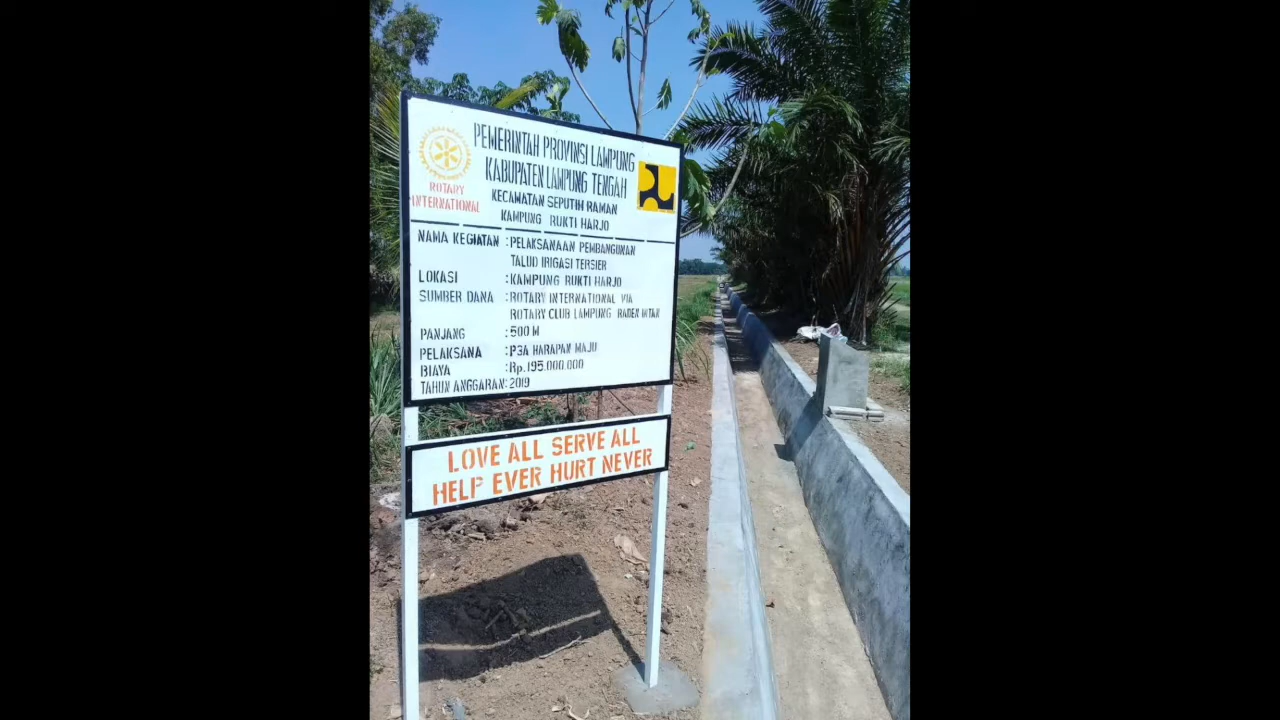 PEMERINTAH PROVINSI LAMPUNG
KABUPATEN LAMPUNG TENGAH
KECAMATAN SEPUTIH RAMAN
KAMPUNG RUKTI HARJO
ROTARY
INTERNATIONAL
NAMA KEGIATAN : PELAKSANAAN PEMBANGUNAN
TALUD IRIGASI TERSIER
LOKASI : KAMPUNG RUKTI HARJO
SUMBER DANA : ROTARY INTERNATIONAL VIA
ROTARY CLUB LAMPUNG RADEN INTAN
PANJANG : 500 M
PELAKSANA : P3A HARAPAN MAJU
BIAYA : Rp.195.000.000
TAHUN ANGGARAN : 2019
LOVE ALL SERVE ALL
HELP EVER HURT NEVER